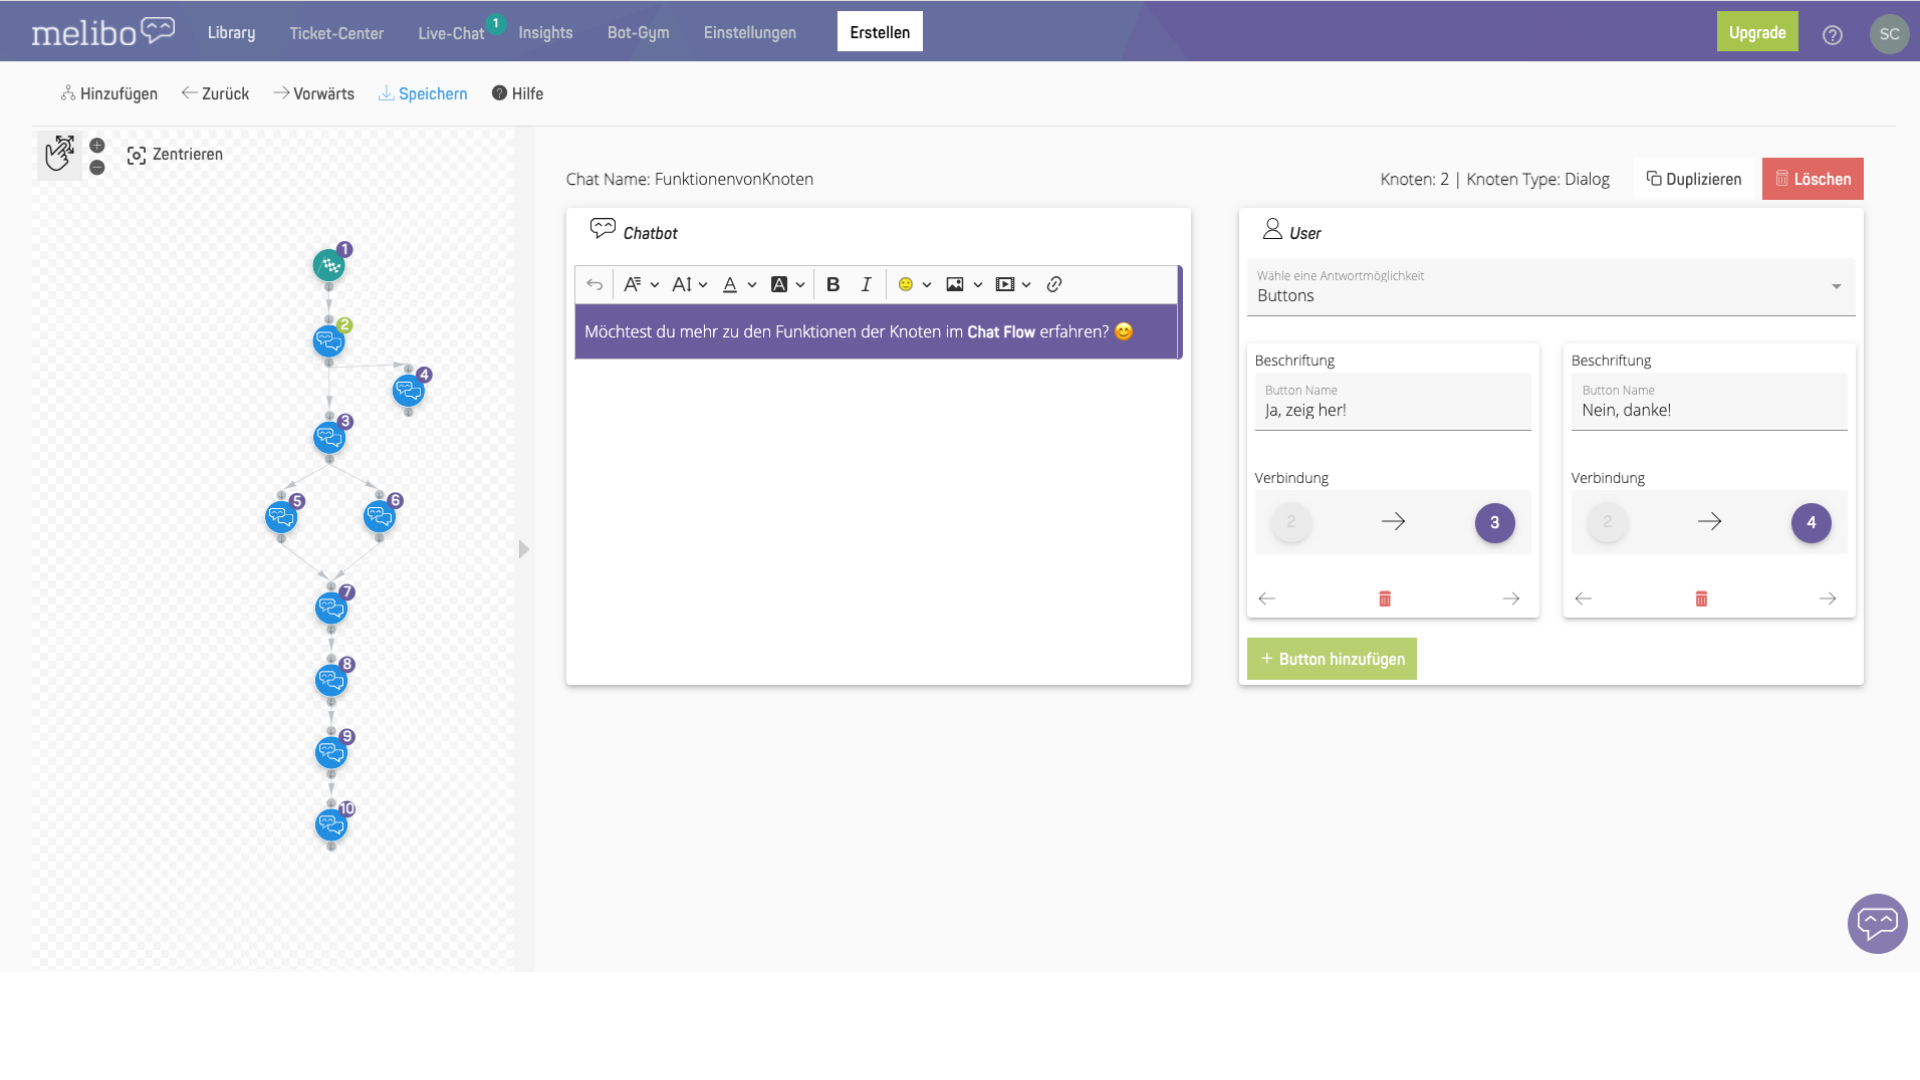 melibo
Library
Ticket-Center
Live-Chat
1
Insights
Bot-Gym
Einstellungen
Erstellen
Upgrade
?
SC
Hinzufügen
Zurück
Vorwärts
Speichern
Hilfe
Zentrieren
1
2
4
3
5
6
7
8
9
10
Chat Name: FunktionenvonKnoten
Knoten: 2 | Knoten Type: Dialog
Duplizieren
Löschen
Chatbot
Möchtest du mehr zu den Funktionen der Knoten im Chat Flow erfahren? 😊
User
Wähle eine Antwortmöglichkeit
Buttons
Beschriftung
Button Name
Ja, zeig her!
Verbindung
2
3
Beschriftung
Button Name
Nein, danke!
Verbindung
2
4
+ Button hinzufügen